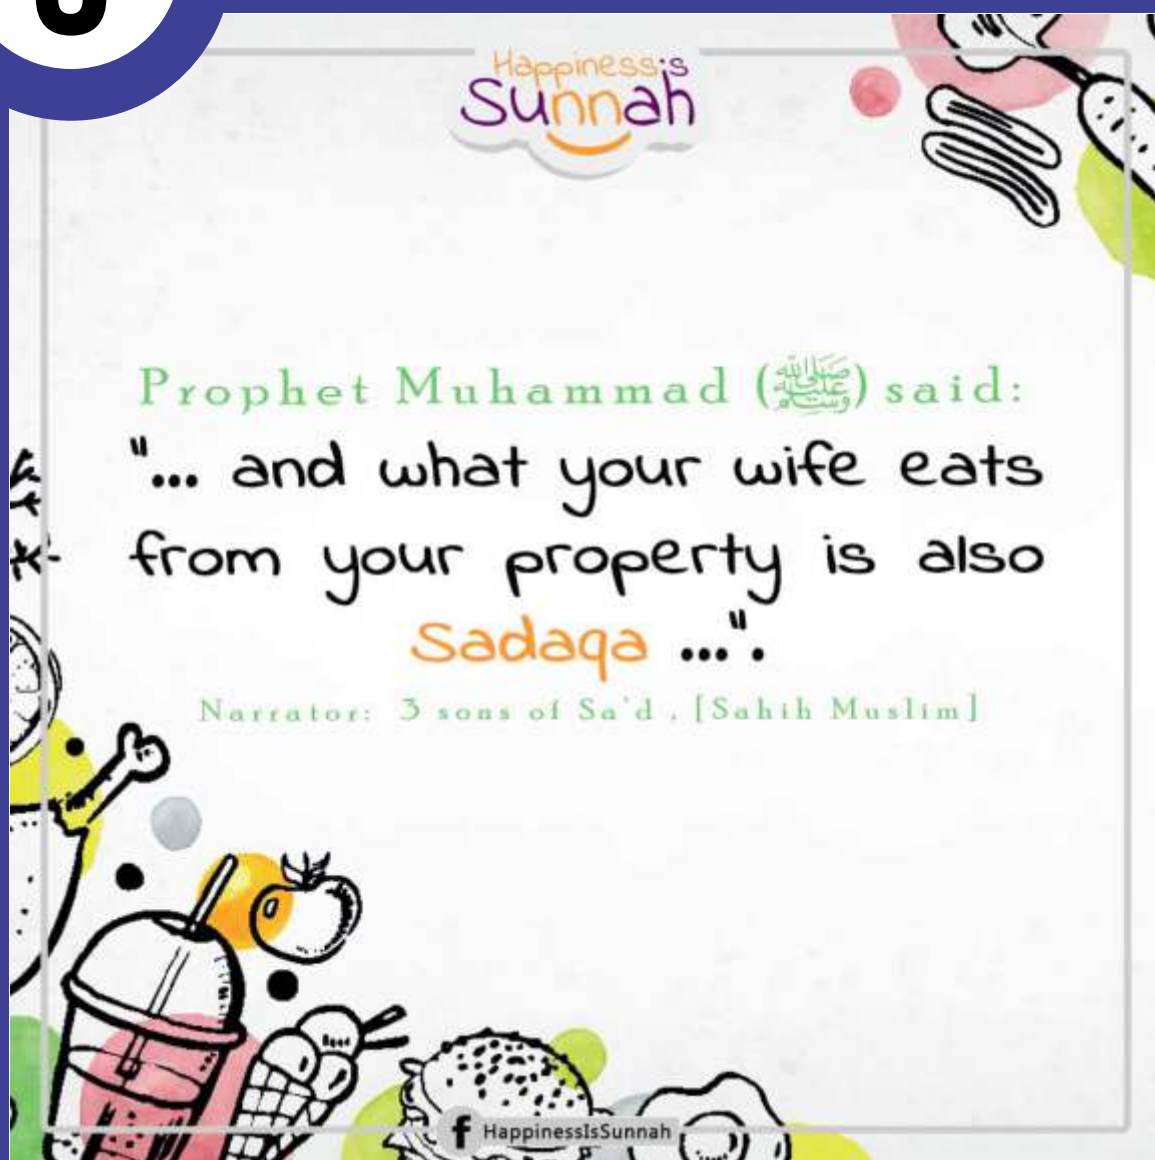 Happiness is
Sunnah
Prophet Muhammad (ﷺ) said:
"... and what your wife eats
from your property is also
Sadaqa ...".
Narrator: 3 sons of Sa'd , [Sahih Muslim]
f HappinessIsSunnah